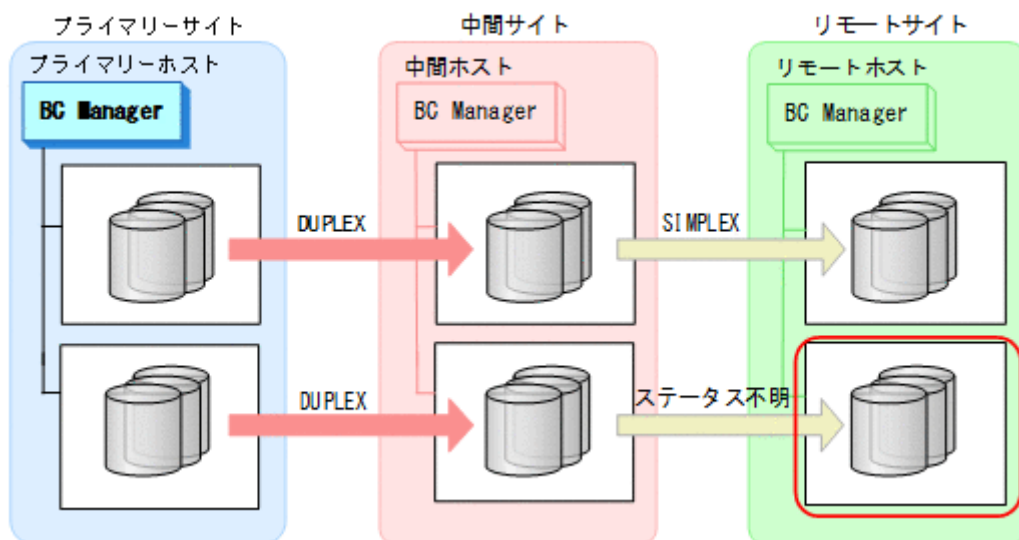 プライマリーサイト
中間サイト
リモートサイト
プライマリーホスト
中間ホスト
リモートホスト
BC Manager
BC Manager
BC Manager
DUPLEX
SIMPLEX
DUPLEX
ステータス不明